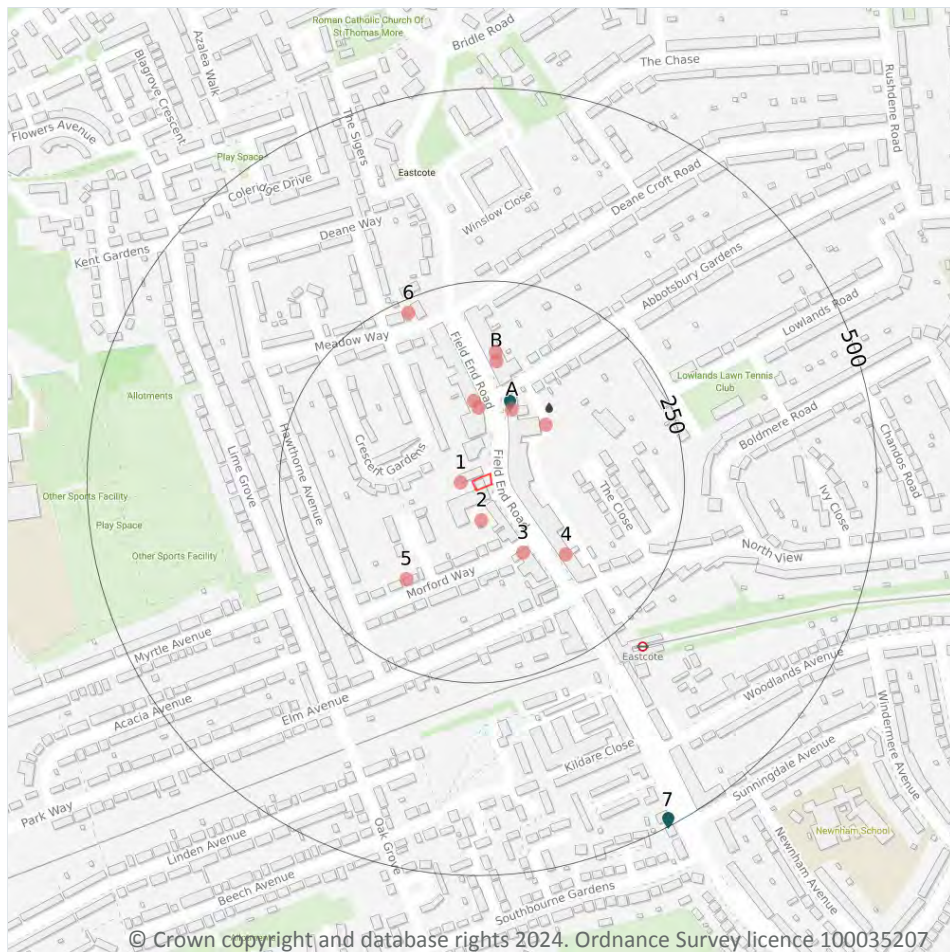 Roman Catholic Church Of
St Thomas More
Bridle Road
Azalea Walk
The Chase
Blagrove Crescent
Rushdene Road
Flowers Avenue
The Sigers
Play Space
Eastcote
Deane Croft Road
Winslow Close
Deane Way
Kent Gardens
Abbotsbury Gardens
Lowlands Road
6
Meadow Way
Field End Road
B
500
Lowlands Lawn Tennis
Club
A
Allotments
250
Boldmere Road
Crescent Gardens
Hawthorne Avenue
Lime Grove
Chandos Road
1
Field End Road
Other Sports Facility
2
The Close
Ivy Close
Play Space
3
4
North View
Other Sports Facility
5
Morford Way
Myrtle Avenue
Eastcote
Woodlands Avenue
Acacia Avenue
Elm Avenue
Windermere Avenue
Kildare Close
Sunningdale Avenue
Park Way
7
Oak Grove
Linden Avenue
Newnham School
Newnham Avenue
Beech Avenue
Southbourne Gardens
© Crown copyright and database rights 2024. Ordnance Survey licence 100035207